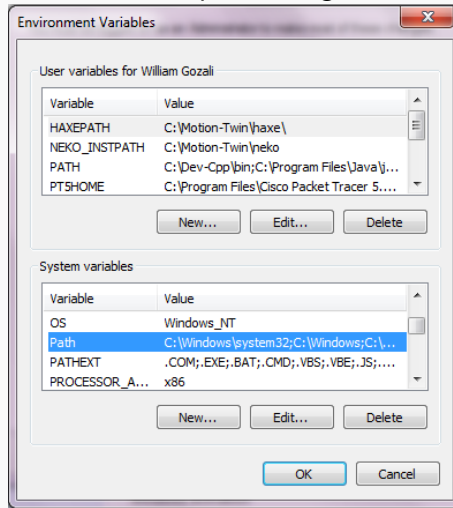 Environment Variables
User variables for William Gozali
Variable Value
HAXEPATH C:\Motion-Twin\haxe\
NEKO_INSTPATH C:\Motion-Twin\neko
PATH C:\Dev-Cpp\bin;C:\Program Files\Java\j...
PT5HOME C:\Program Files\Cisco Packet Tracer 5....
New... Edit... Delete
System variables
Variable Value
OS Windows_NT
Path C:\Windows\system32;C:\Windows;C:\...
PATHEXT .COM;.EXE;.BAT;.CMD;.VBS;.VBE;.JS;....
PROCESSOR_A... x86
New... Edit... Delete
OK Cancel